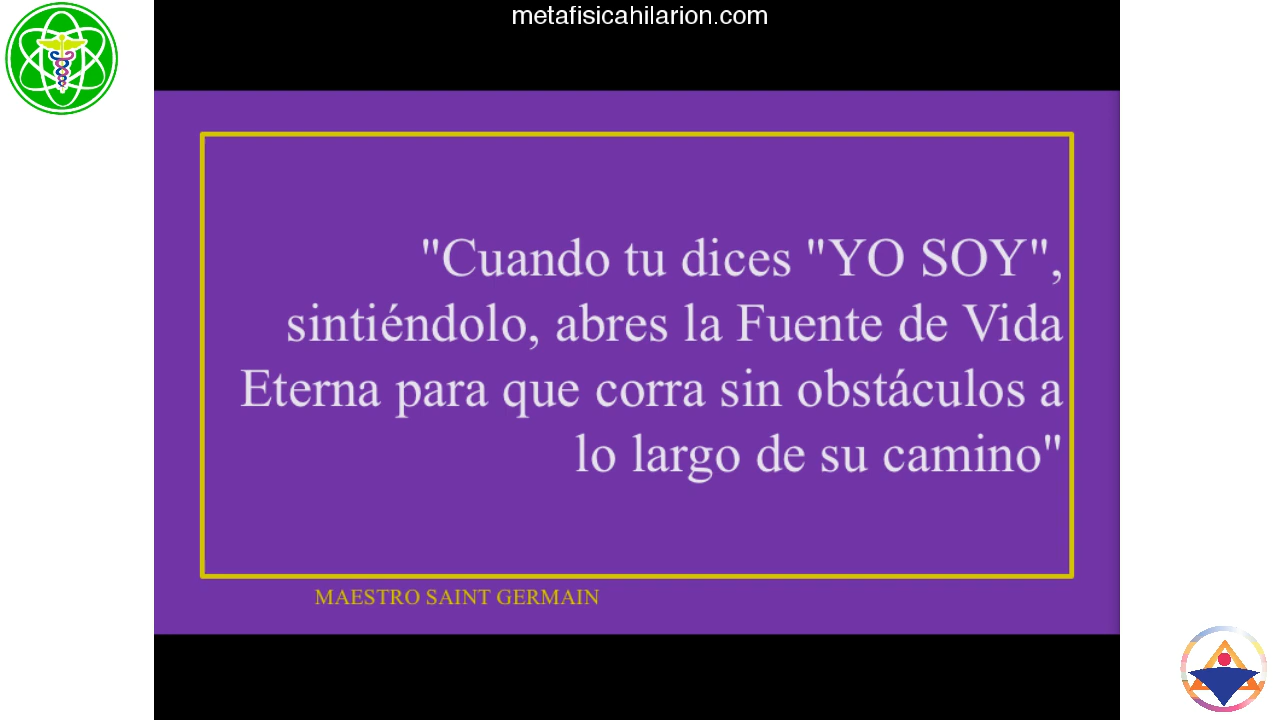 metafisicahilarion.com
"Cuando tu dices "YO SOY",
sintiéndolo, abres la Fuente de Vida
Eterna para que corra sin obstáculos a
lo largo de su camino"
MAESTRO SAINT GERMAIN